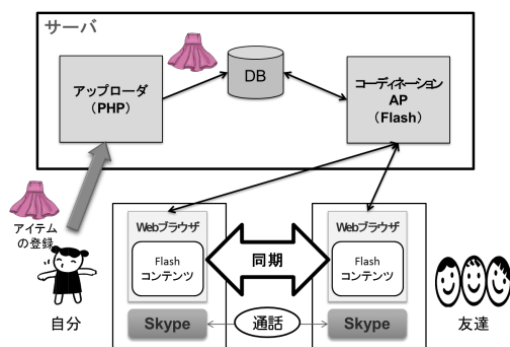 サーバ
アップローダ
（PHP）
DB
コーディネーション
AP
（Flash）
アイテム
の登録
自分
Webブラウザ
Flash
コンテンツ
Skype
同期
通話
Webブラウザ
Flash
コンテンツ
Skype
友達